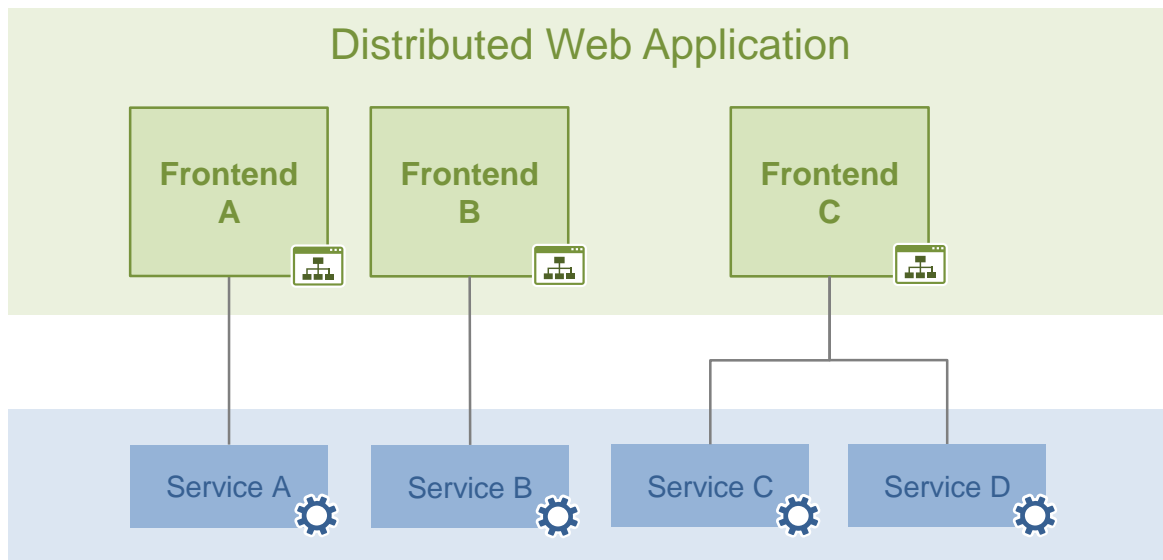 Distributed Web Application
Frontend
A
Frontend
B
Frontend
C
Service A
Service B
Service C
Service D